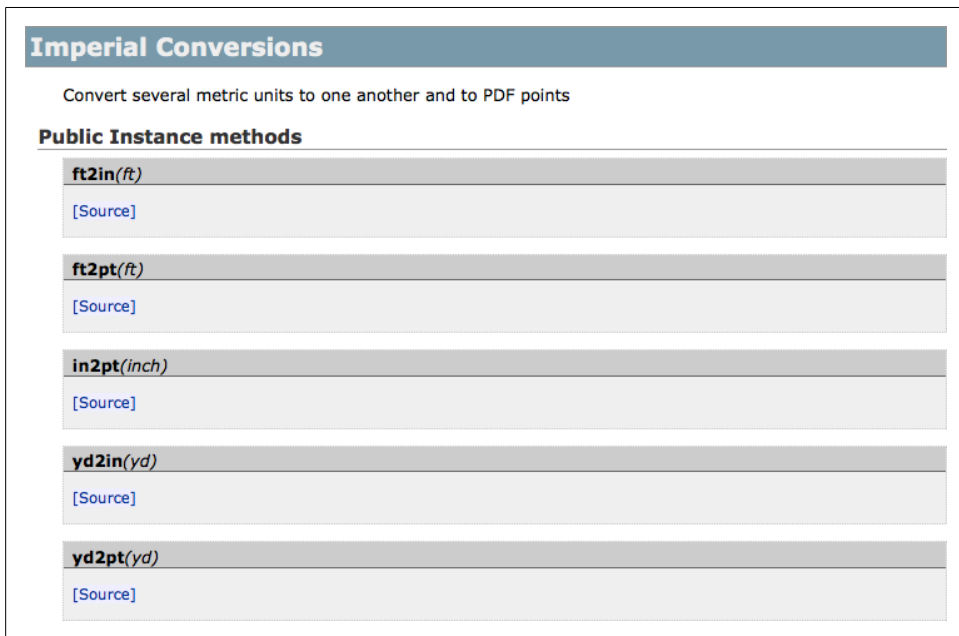 Imperial Conversions
Convert several metric units to one another and to PDF points
Public Instance methods
ft2in(ft)
[Source]
ft2pt(ft)
[Source]
in2pt(inch)
[Source]
yd2in(yd)
[Source]
yd2pt(yd)
[Source]